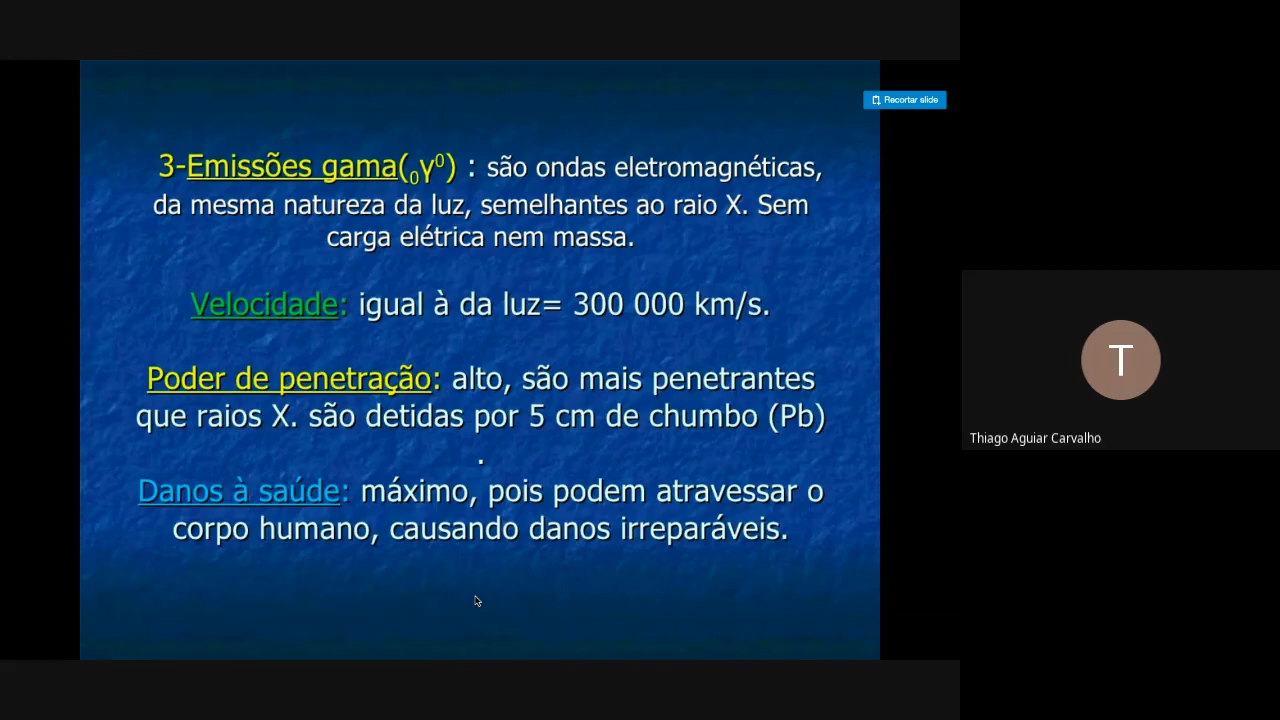 Recortar slide
3-Emissões gama(₀γ⁰) : são ondas eletromagnéticas,
da mesma natureza da luz, semelhantes ao raio X. Sem
carga elétrica nem massa.
Velocidade: igual à da luz= 300 000 km/s.
Poder de penetração: alto, são mais penetrantes
que raios X. são detidas por 5 cm de chumbo (Pb)
.
Danos à saúde: máximo, pois podem atravessar o
corpo humano, causando danos irreparáveis.
T
Thiago Aguiar Carvalho